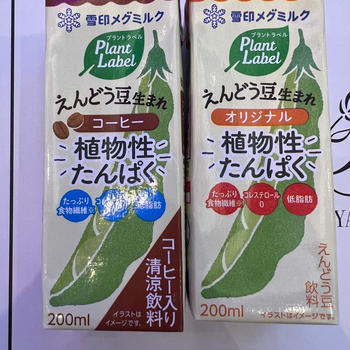 雪印メグミルク
プラントラベル
Plant
Label
えんどう豆生まれ
コーヒー
植物性
たんぱく
たっぷり
食物繊維※
低脂肪
コーヒー入り
清涼飲料
イラストは
イメージです。
200ml
雪印メグミルク
プラントラベル
Plant
Label
えんどう豆生まれ
オリジナル
植物性
たんぱく
たっぷり
食物繊維※
コレステロール
0
低脂肪
えんどう豆
飲料
イラストは
イメージです。
200ml